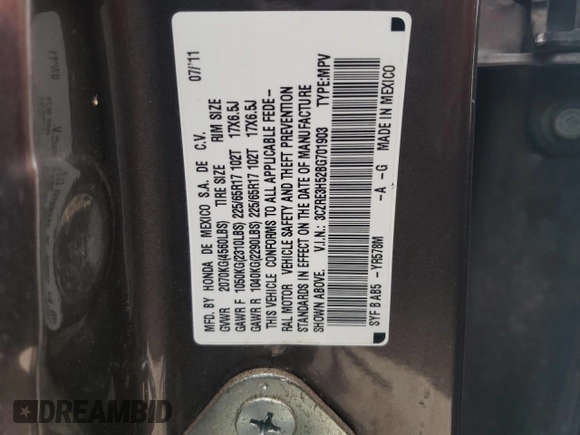 MFD. BY HONDA DE MEXICO S.A. DE C.V. 07/'11
GVWR 2070KG(4560LBS) TIRE SIZE RIM SIZE
GAWR F 1050KG(2310LBS) 225/65R17 102T 17X6.5J
GAWR R 1040KG(2290LBS) 225/65R17 102T 17X6.5J
THIS VEHICLE CONFORMS TO ALL APPLICABLE FEDE-
RAL MOTOR VEHICLE SAFETY AND THEFT PREVENTION
STANDARDS IN EFFECT ON THE DATE OF MANUFACTURE
SHOWN ABOVE. V.I.N.: 3CZRE3H52BG701903 TYPE:MPV
SYF B AB5 -YR578M -A -G MADE IN MEXICO
DREAMBID